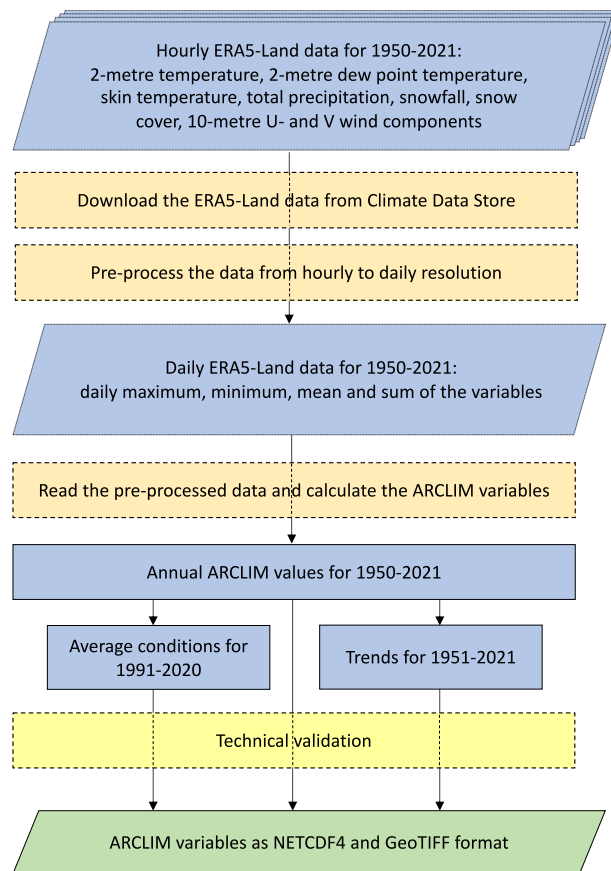 Hourly ERA5-Land data for 1950-2021:
2-metre temperature, 2-metre dew point temperature,
skin temperature, total precipitation, snowfall, snow
cover, 10-metre U- and V wind components
Download the ERA5-Land data from Climate Data Store
Pre-process the data from hourly to daily resolution
Daily ERA5-Land data for 1950-2021:
daily maximum, minimum, mean and sum of the variables
Read the pre-processed data and calculate the ARCLIM variables
Annual ARCLIM values for 1950-2021
Average conditions for
1991-2020
Trends for 1951-2021
Technical validation
ARCLIM variables as NETCDF4 and GeoTIFF format